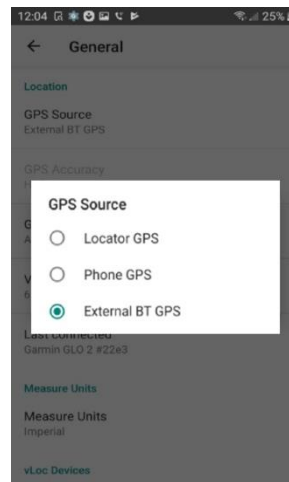 12:04 25%
General
Location
GPS Source
External BT GPS
GPS Accuracy
H
GPS Source
Locator GPS
Phone GPS
External BT GPS
G
A
V
6
Last connected
Garmin GLO 2 #22e3
Measure Units
Measure Units
Imperial
vLoc Devices